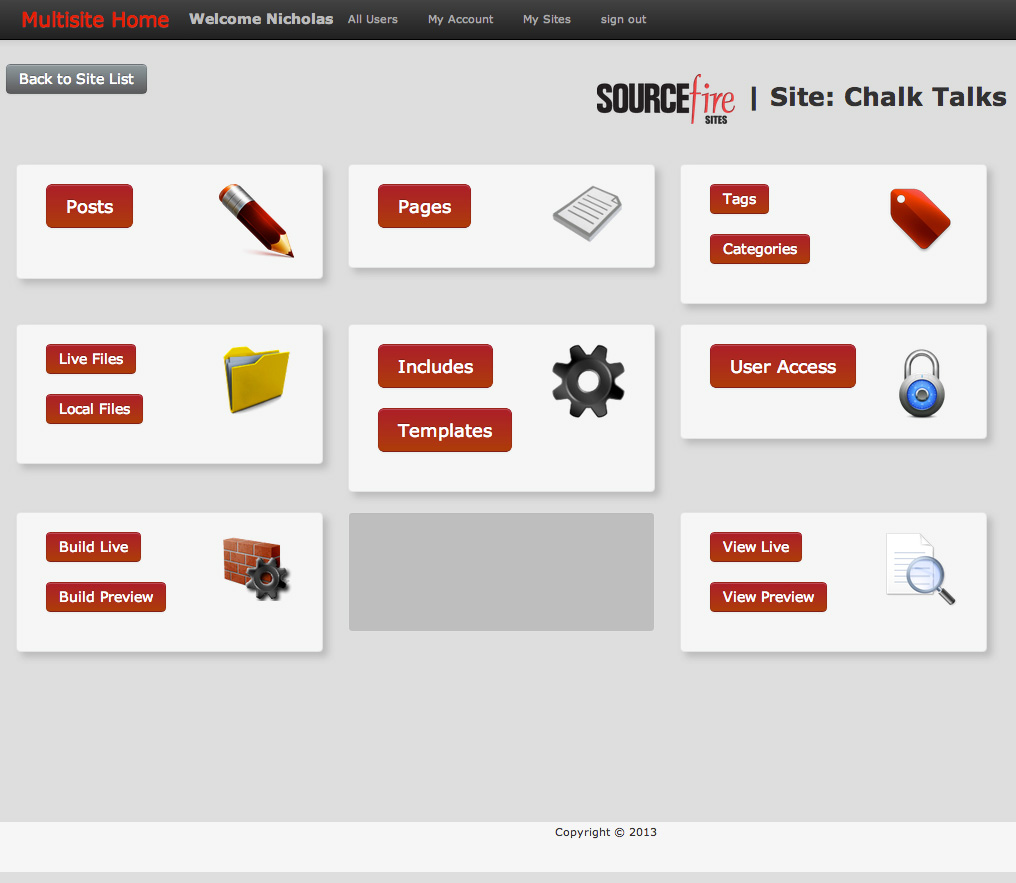 Multisite Home Welcome Nicholas All Users My Account My Sites sign out
Back to Site List
SOURCEfire SITES | Site: Chalk Talks
Posts
Pages
Tags
Categories
Live Files
Local Files
Includes
Templates
User Access
Build Live
Build Preview
View Live
View Preview
Copyright © 2013